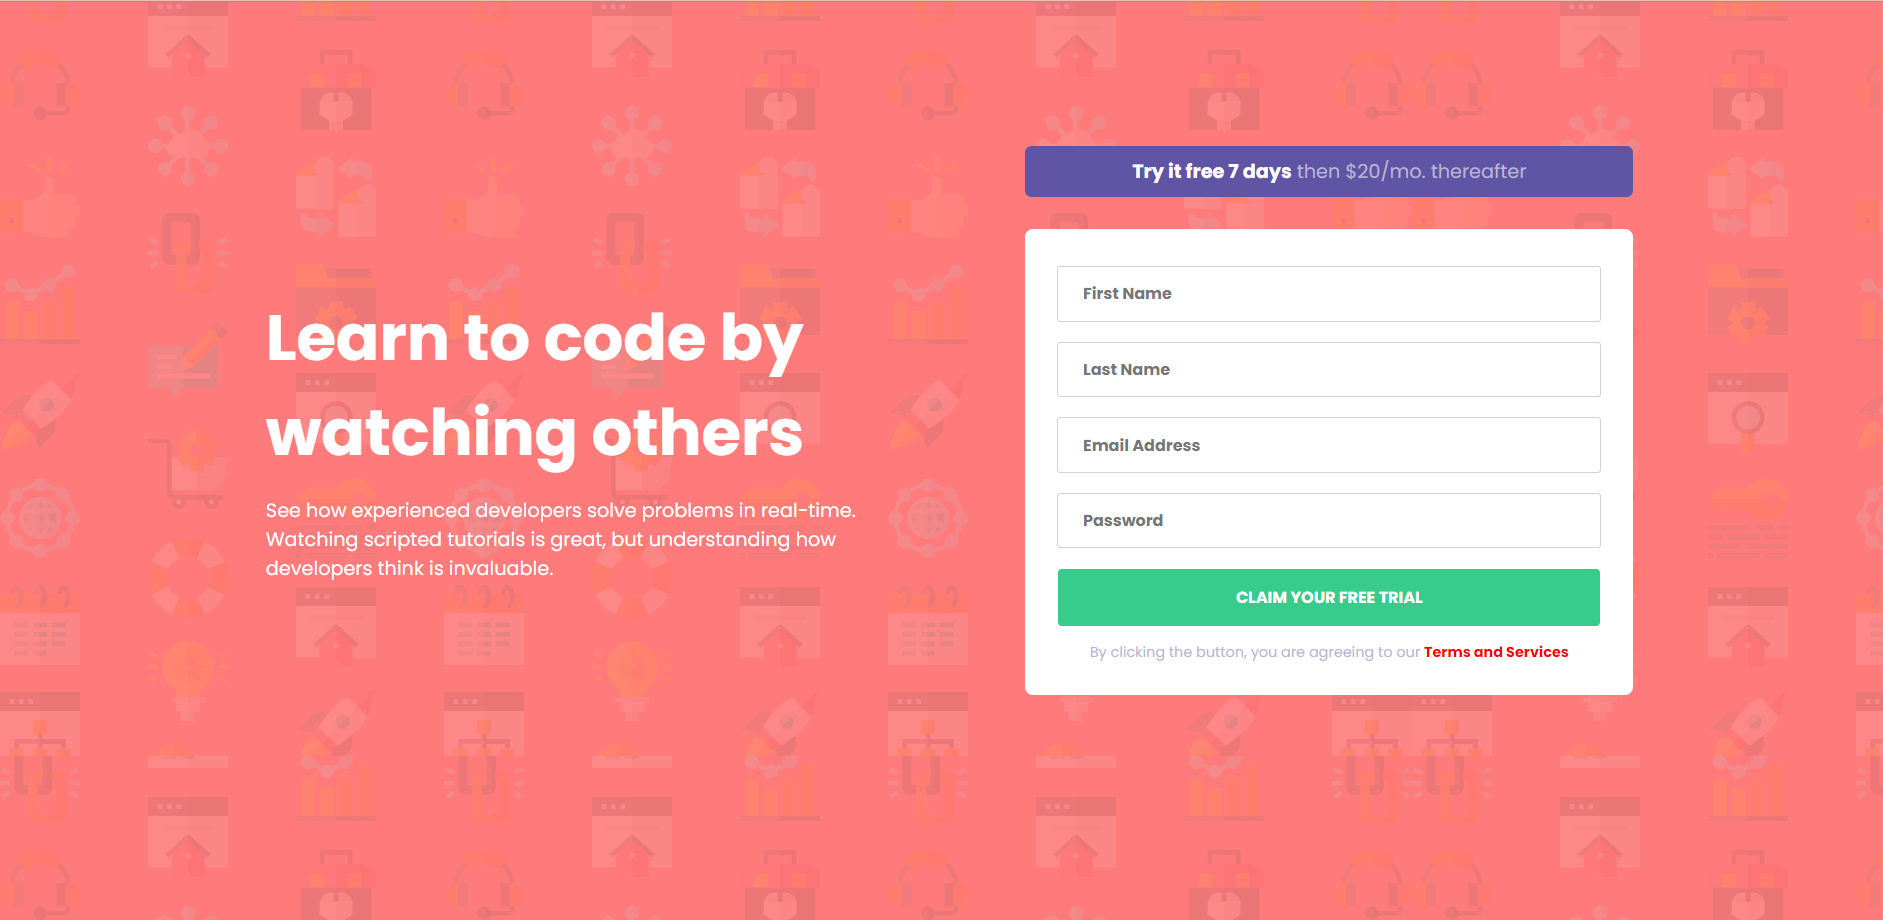 Learn to code by
watching others
See how experienced developers solve problems in real-time.
Watching scripted tutorials is great, but understanding how
developers think is invaluable.
Try it free 7 days then $20/mo. thereafter
First Name
Last Name
Email Address
Password
CLAIM YOUR FREE TRIAL
By clicking the button, you are agreeing to our Terms and Services